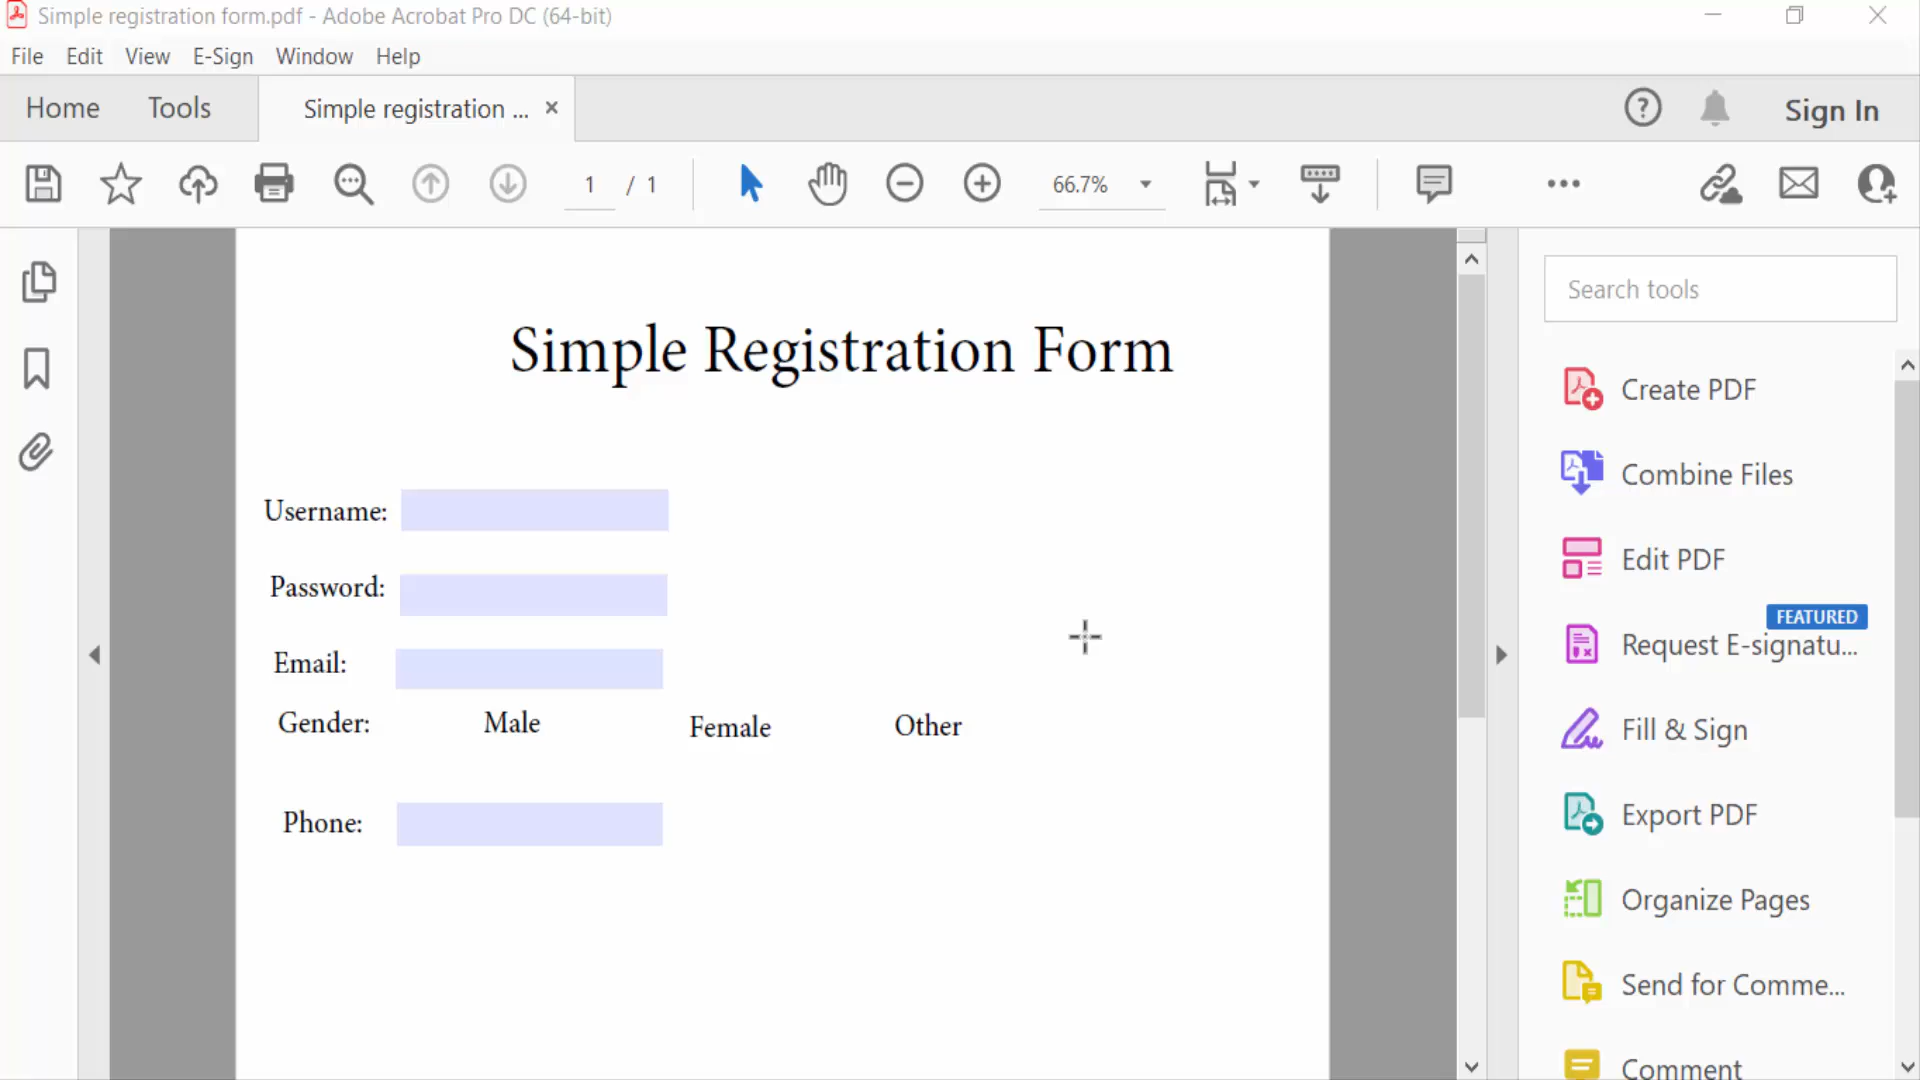 Simple registration form.pdf - Adobe Acrobat Pro DC (64-bit)
File Edit View E-Sign Window Help
Home Tools Simple registration ... × Sign In
1 / 1 66.7%
Search tools
Simple Registration Form
Create PDF
Combine Files
Username:
Edit PDF
Password:
FEATURED
Request E-signatu...
Email:
Gender: Male Female Other
Fill & Sign
Phone:
Export PDF
Organize Pages
Send for Comme...
Comment